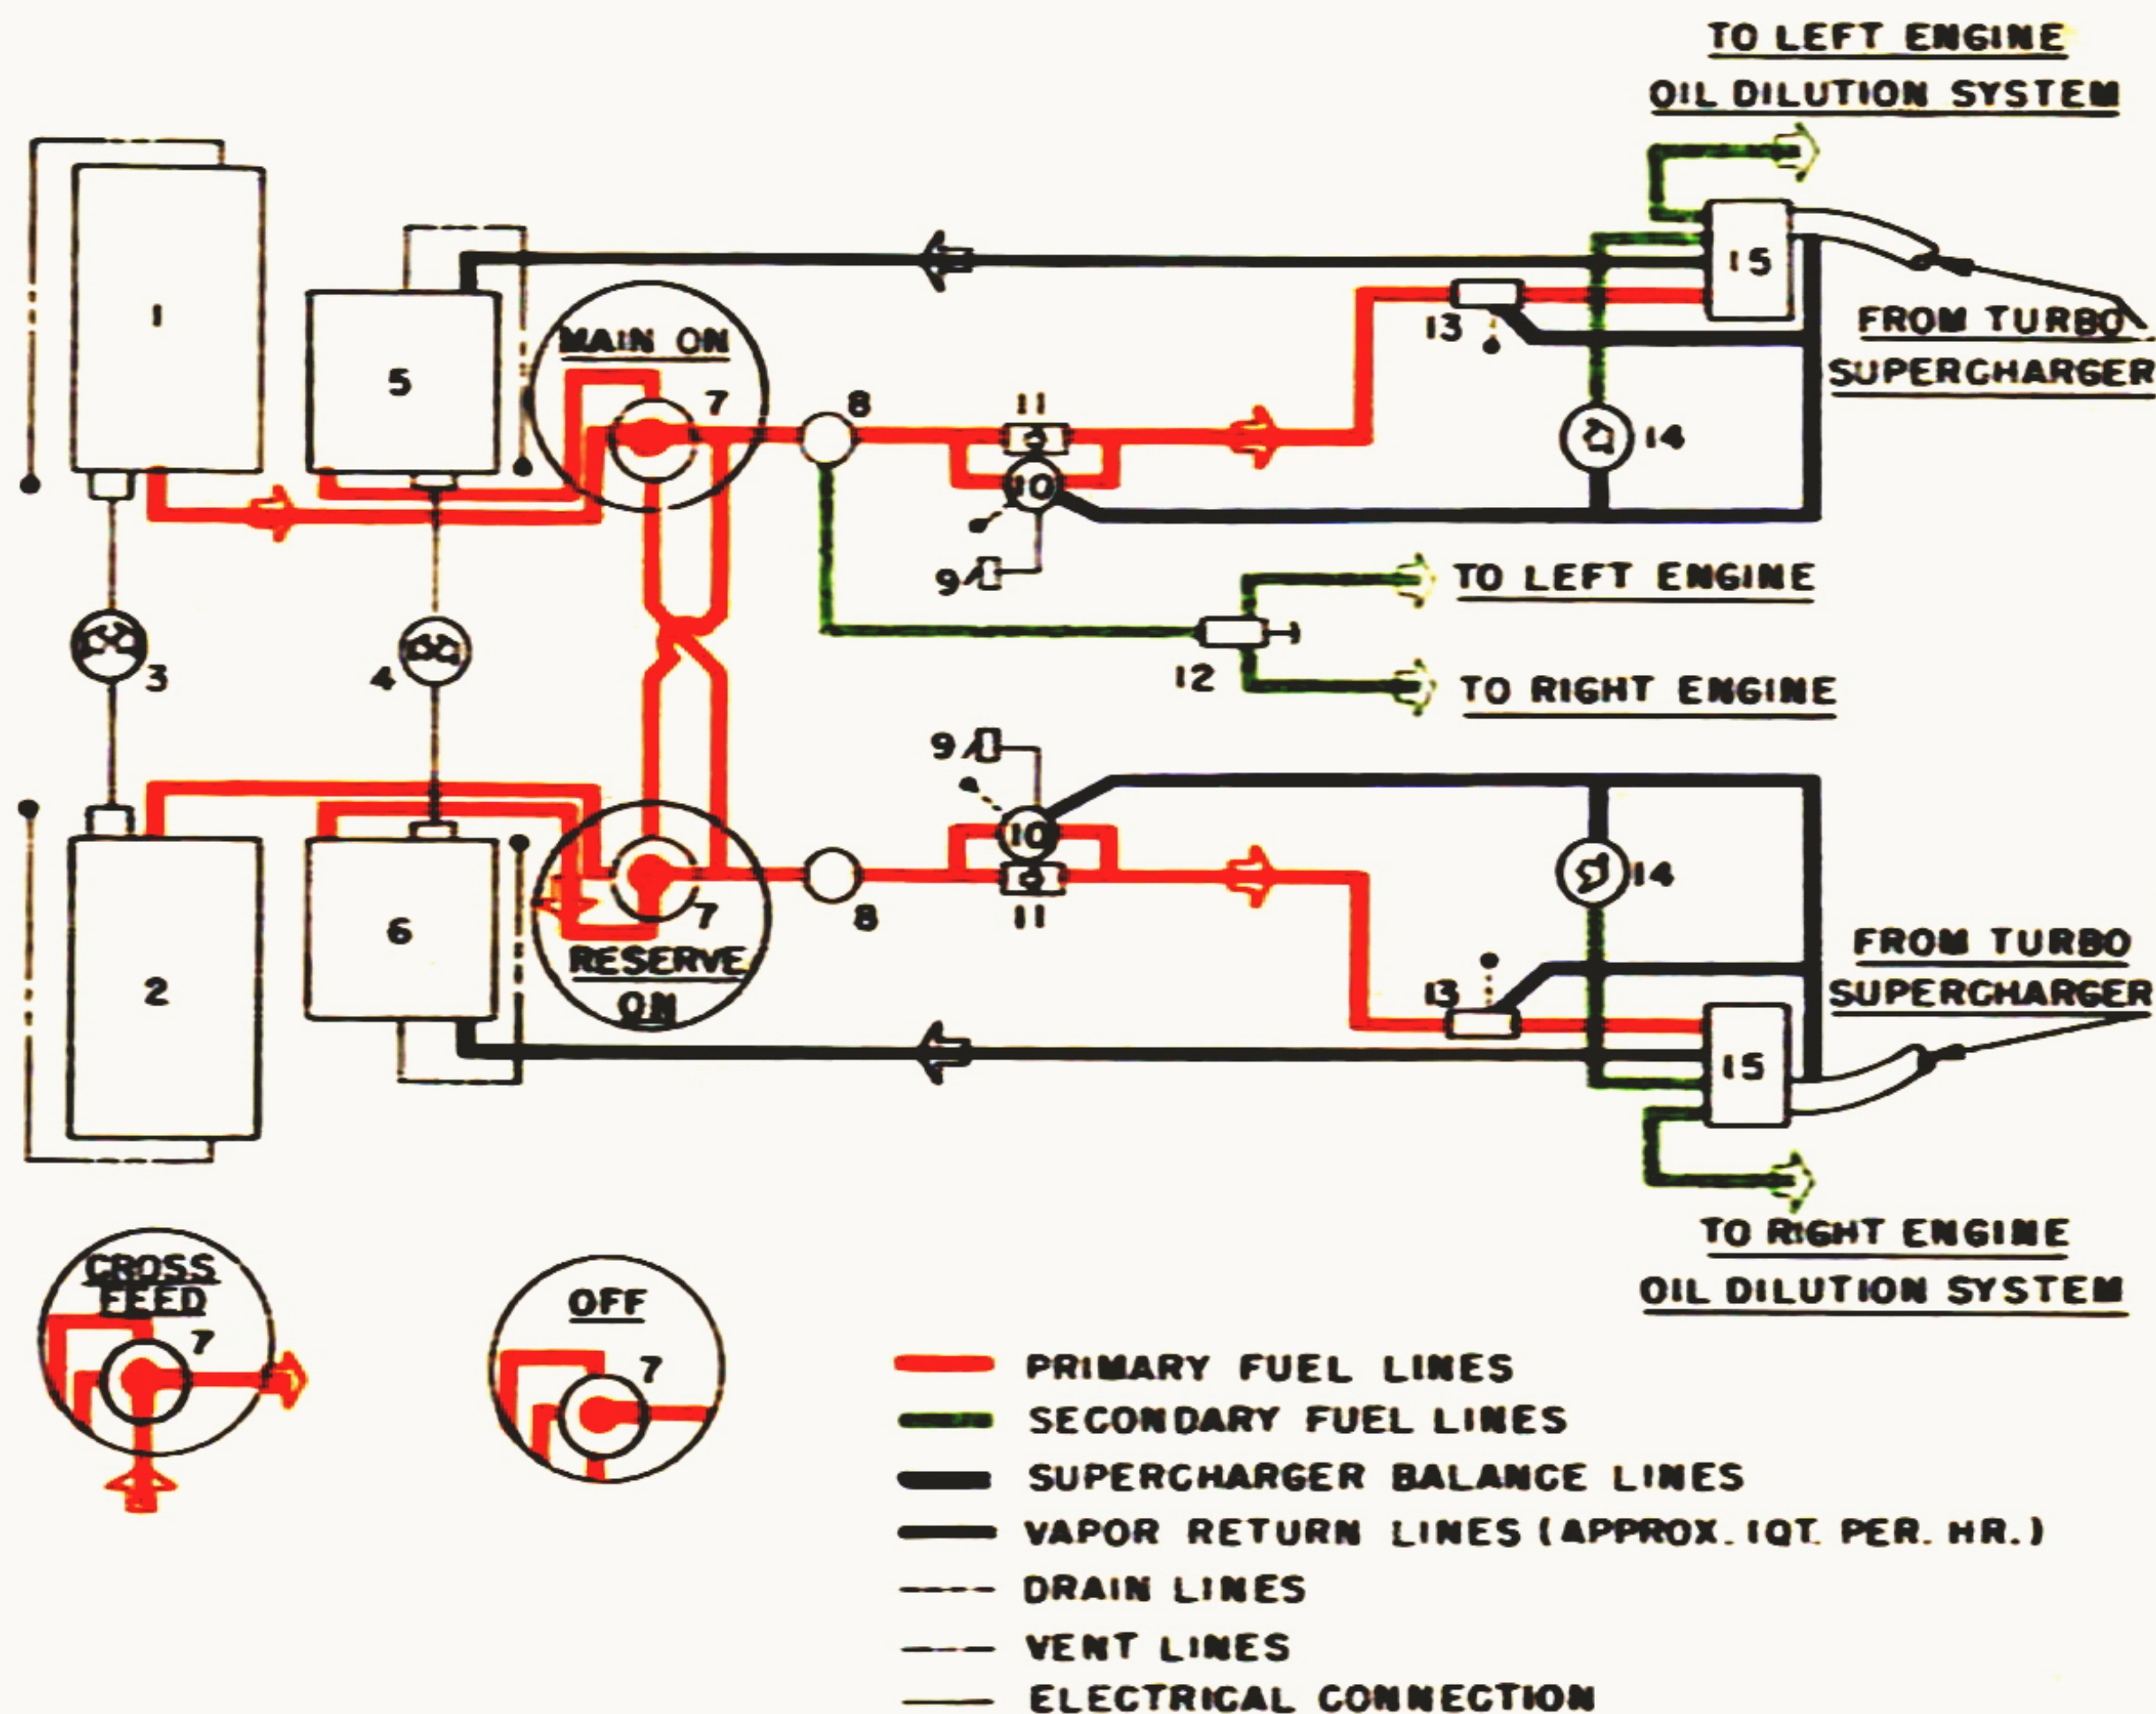 TO LEFT ENGINE
OIL DILUTION SYSTEM
1
5
MAIN ON
7
8
11
10
9
13
14
15
FROM TURBO
SUPERCHARGER
3
4
12
TO LEFT ENGINE
TO RIGHT ENGINE
9
10
11
2
6
7
RESERVE
ON
8
13
14
15
FROM TURBO
SUPERCHARGER
TO RIGHT ENGINE
OIL DILUTION SYSTEM
CROSS
FEED
7
OFF
7
PRIMARY FUEL LINES
SECONDARY FUEL LINES
SUPERCHARGER BALANCE LINES
VAPOR RETURN LINES (APPROX. 1QT. PER. HR.)
DRAIN LINES
VENT LINES
ELECTRICAL CONNECTION